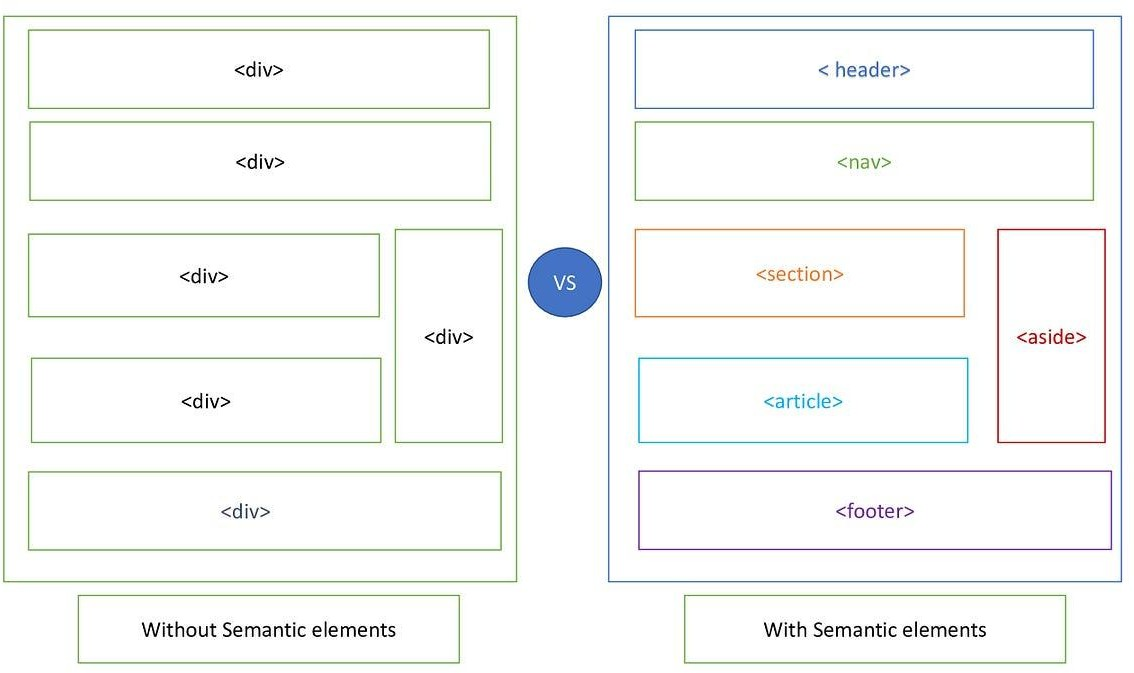 <div>
<div>
<div>
<div>
<div>
<div>
Without Semantic elements
VS
< header>
<nav>
<section>
<aside>
<article>
<footer>
With Semantic elements